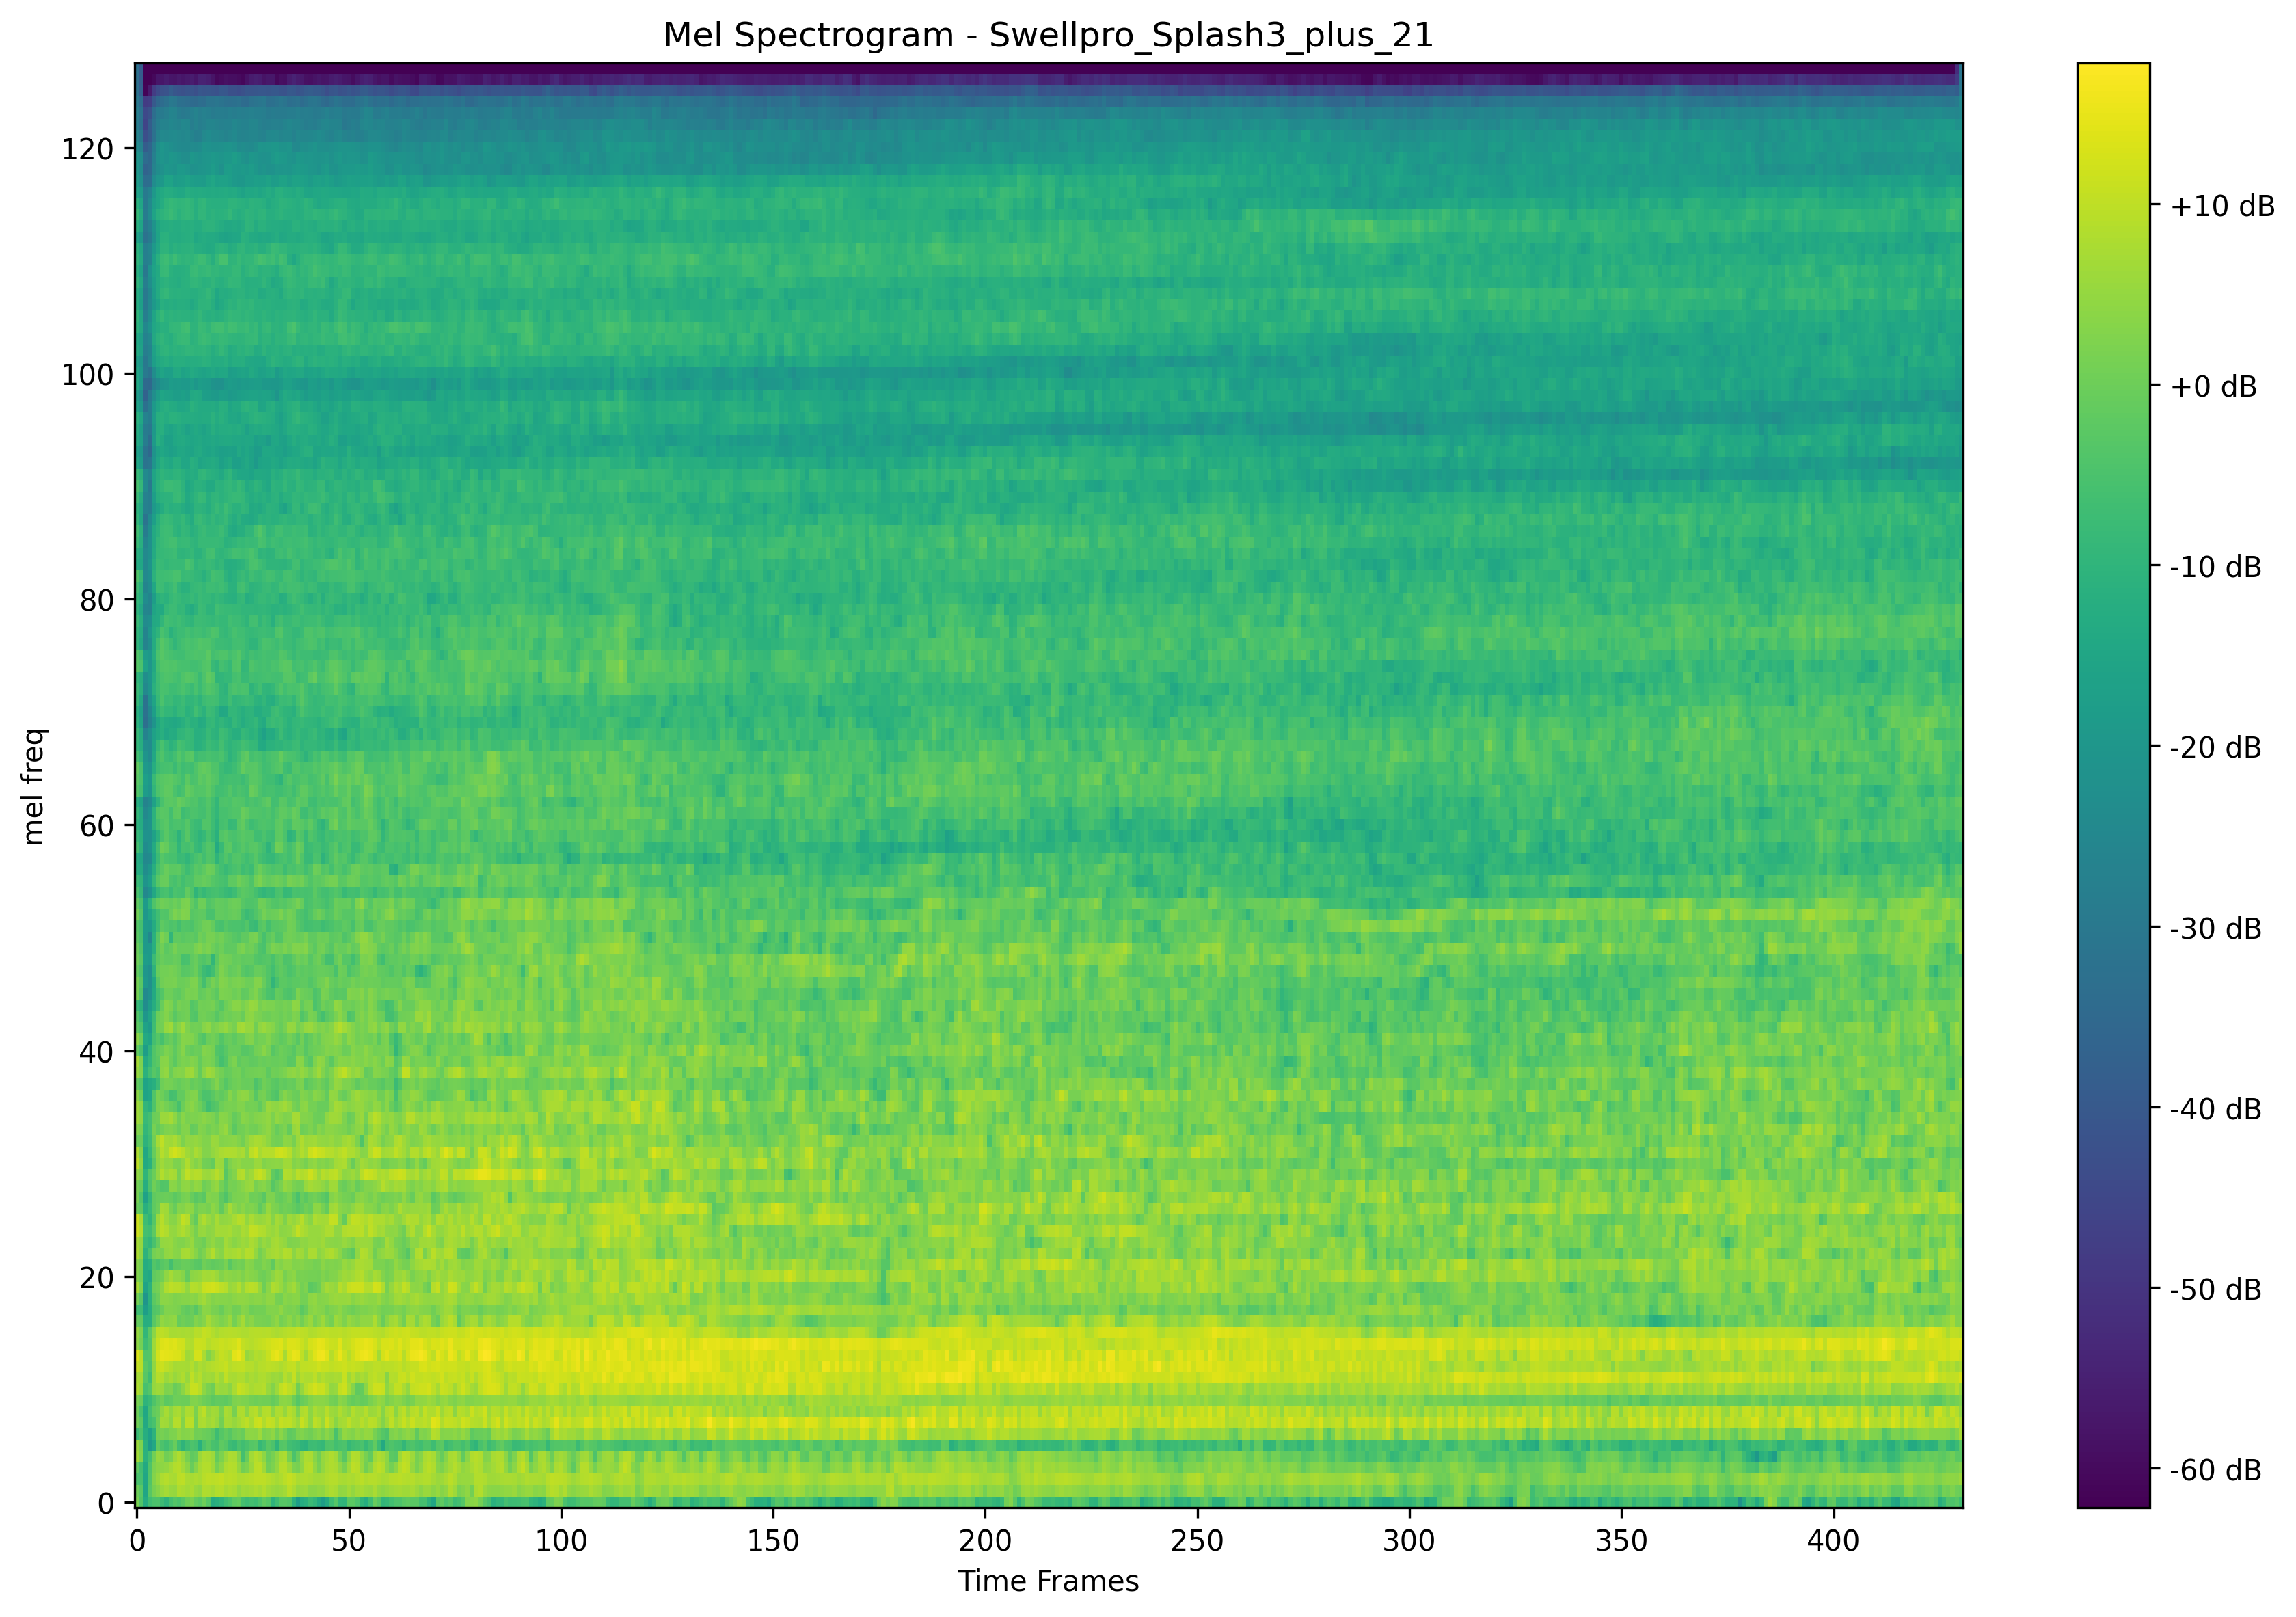 Mel Spectrogram - Swellpro_Splash3_plus_21
mel freq
120
100
80
60
40
20
0
0 50 100 150 200 250 300 350 400
Time Frames
+10 dB
+0 dB
-10 dB
-20 dB
-30 dB
-40 dB
-50 dB
-60 dB